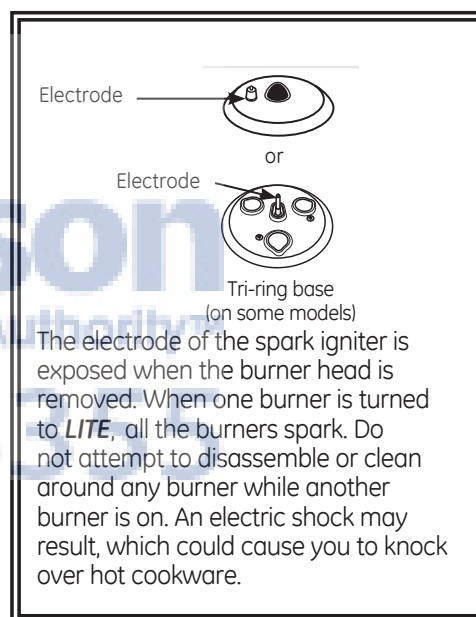 Electrode
or
Electrode
Tri-ring base
(on some models)
son
Authority™
The electrode of the spark igniter is
exposed when the burner head is
removed. When one burner is turned
to LITE, all the burners spark. Do
not attempt to disassemble or clean
around any burner while another
burner is on. An electric shock may
result, which could cause you to knock
over hot cookware.